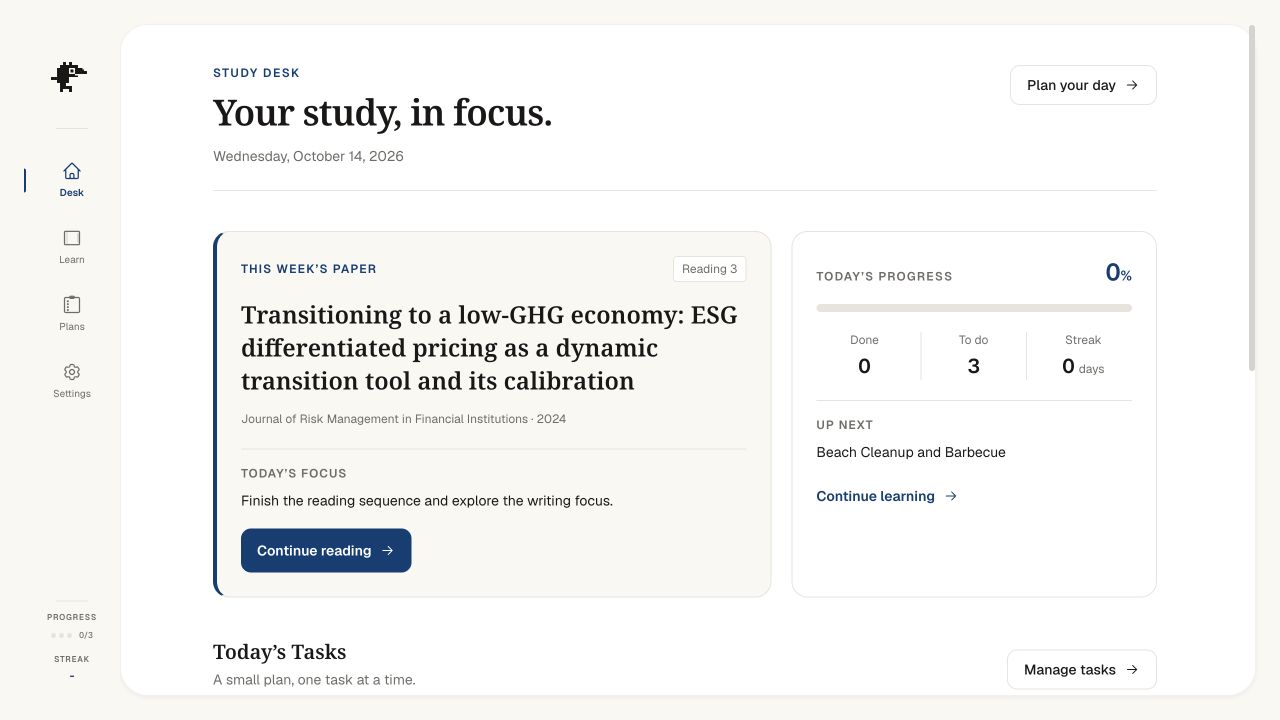 STUDY DESK
Your study, in focus.
Wednesday, October 14, 2026
Plan your day →
Desk
Learn
Plans
Settings
PROGRESS
0/3
STREAK
-
THIS WEEK’S PAPER
Reading 3
Transitioning to a low-GHG economy: ESG
differentiated pricing as a dynamic
transition tool and its calibration
Journal of Risk Management in Financial Institutions · 2024
TODAY’S FOCUS
Finish the reading sequence and explore the writing focus.
Continue reading →
TODAY’S PROGRESS
0%
Done
0
To do
3
Streak
0 days
UP NEXT
Beach Cleanup and Barbecue
Continue learning →
Today’s Tasks
A small plan, one task at a time.
Manage tasks →